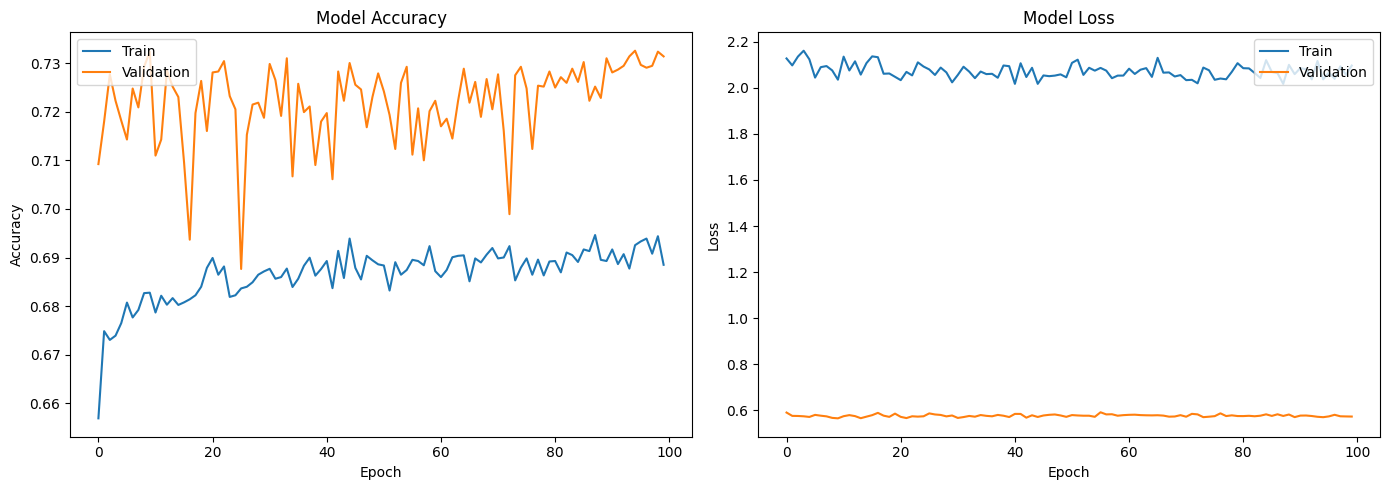 Model Accuracy
Train
Validation
0.73
0.72
0.71
0.70
0.69
0.68
0.67
0.66
Accuracy
0
20
40
60
80
100
Epoch
Model Loss
Train
Validation
2.2
2.0
1.8
1.6
1.4
1.2
1.0
0.8
0.6
Loss
0
20
40
60
80
100
Epoch